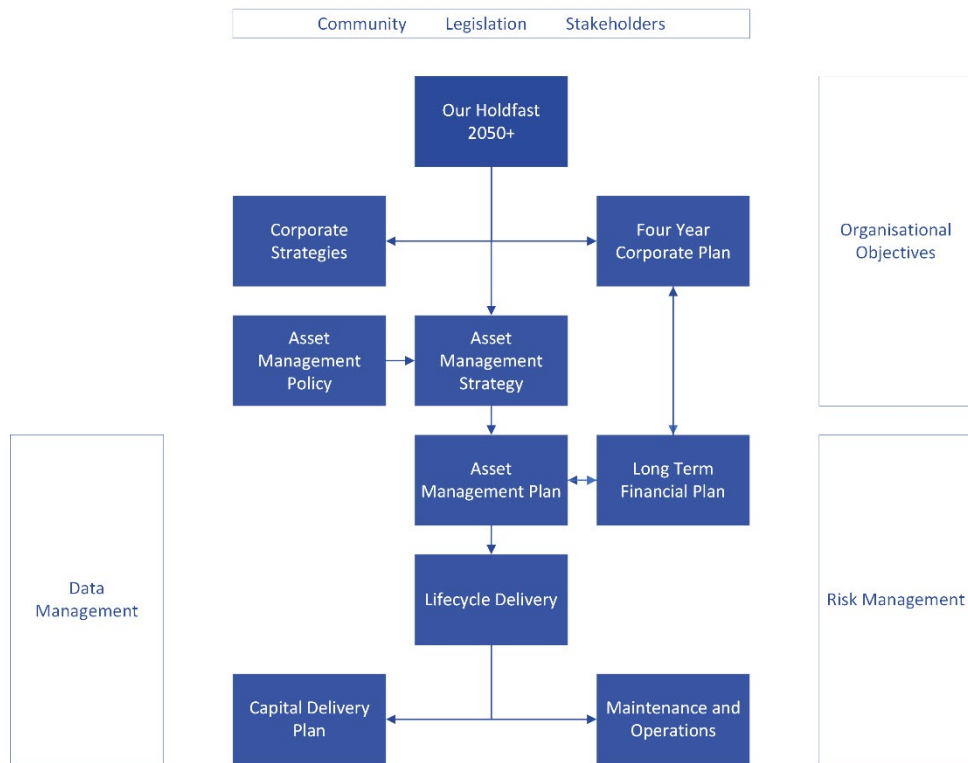 Community Legislation Stakeholders
Our Holdfast
2050+
Corporate
Strategies
Four Year
Corporate Plan
Organisational
Objectives
Asset
Management
Policy
Asset
Management
Strategy
Asset
Management Plan
Long Term
Financial Plan
Data
Management
Lifecycle Delivery
Risk Management
Capital Delivery
Plan
Maintenance and
Operations